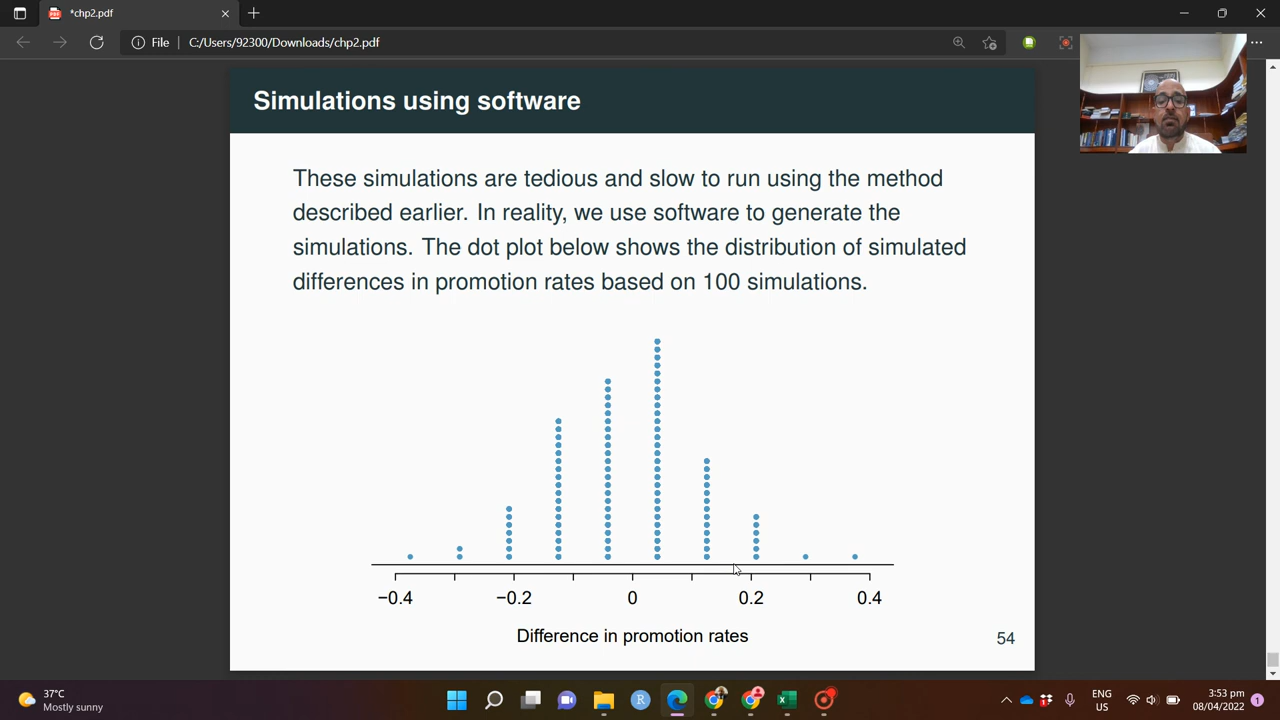 *chp2.pdf
File
C:/Users/92300/Downloads/chp2.pdf
Simulations using software
These simulations are tedious and slow to run using the method
described earlier. In reality, we use software to generate the
simulations. The dot plot below shows the distribution of simulated
differences in promotion rates based on 100 simulations.
−0.4 −0.2 0 0.2 0.4
Difference in promotion rates
54
37°C
Mostly sunny
ENG
US
3:53 pm
08/04/2022
1